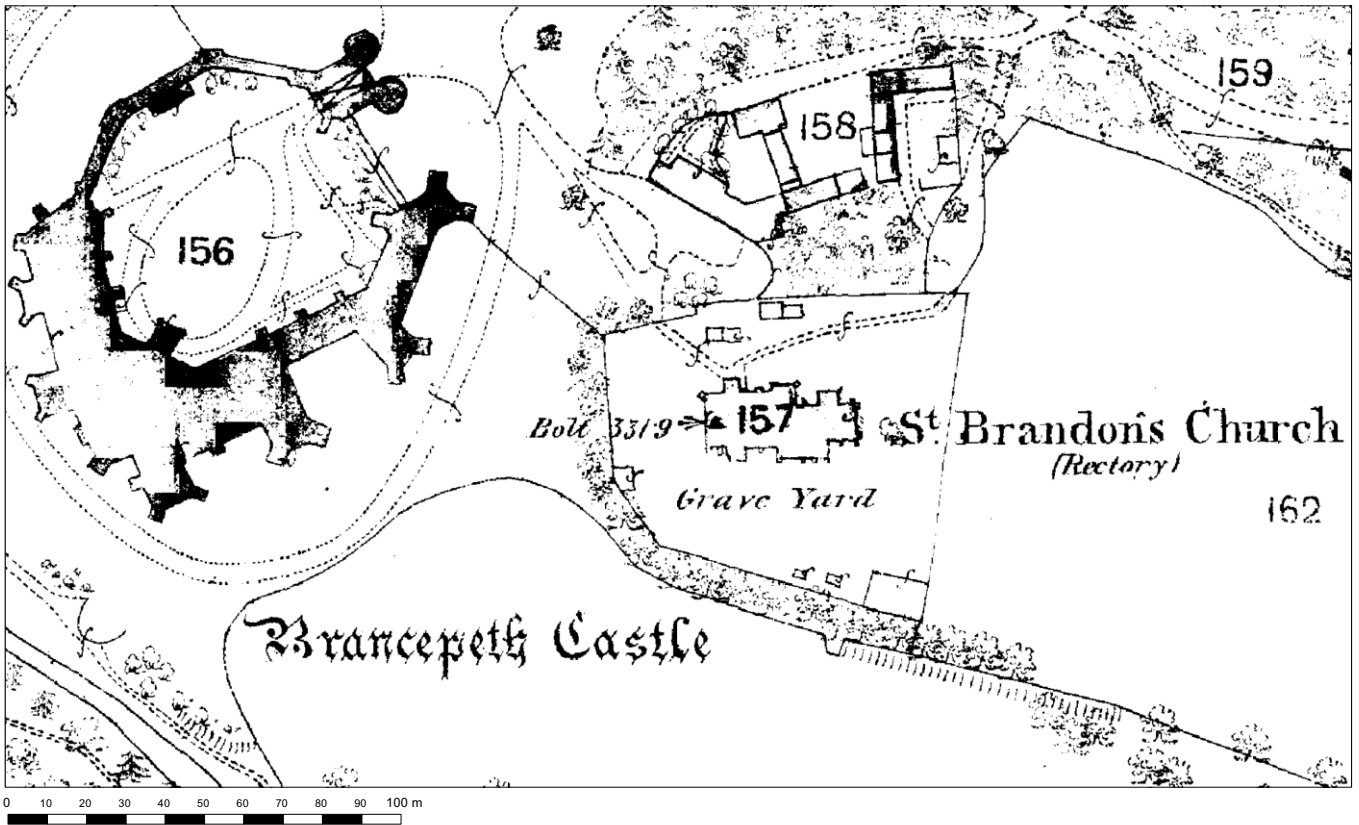 159
158
156
Bolt 331·9
157
St. Brandon's Church
(Rectory)
Grave Yard
162
Brancepeth Castle
0 10 20 30 40 50 60 70 80 90 100 m